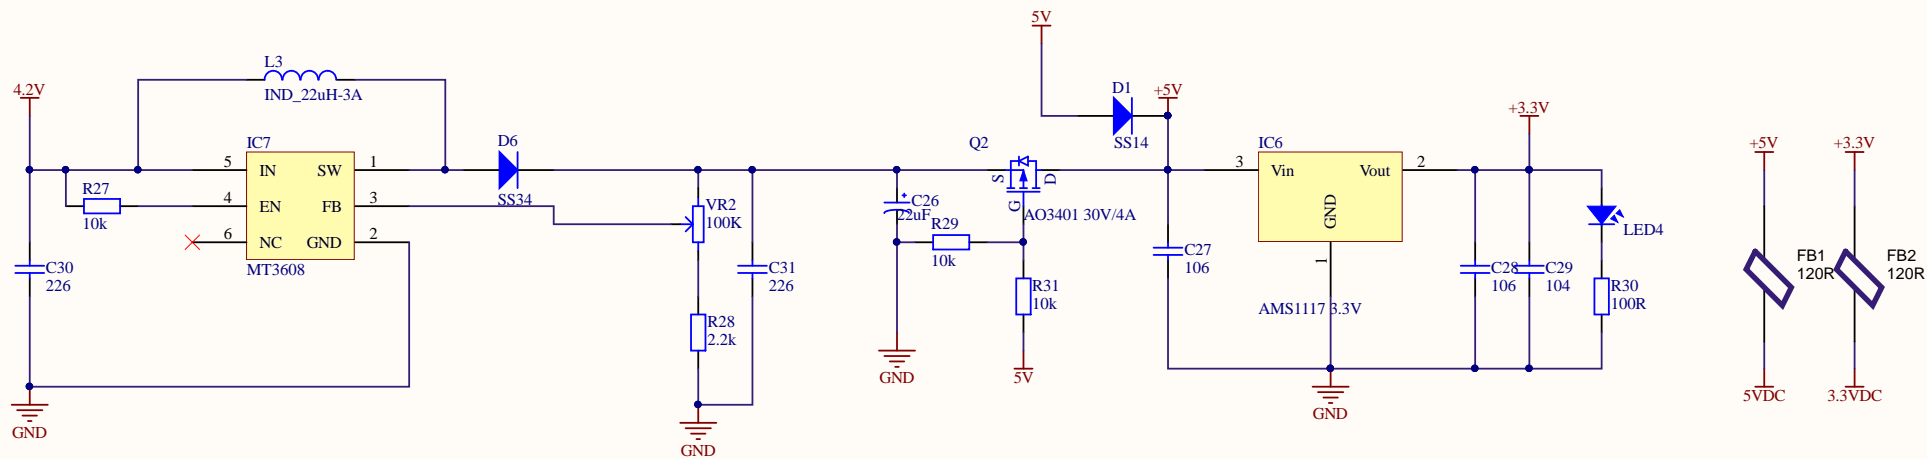 4.2V
L3
IND_22uH-3A
IC7
5 IN SW 1
4 EN FB 3
6 NC GND 2
MT3608
R27
10k
C30
226
GND
D6
SS34
VR2
100K
R28
2.2k
C31
226
GND
C26
22uF
R29
10k
GND
Q2
S
G
D
AO3401 30V/4A
R31
10k
5V
5V
D1
SS14
+5V
C27
106
IC6
3 Vin Vout 2
GND
1
AMS1117 3.3V
GND
+3.3V
C28
106
C29
104
LED4
R30
100R
+5V
FB1
120R
5VDC
+3.3V
FB2
120R
3.3VDC